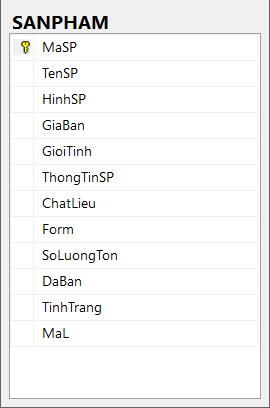 SANPHAM
MaSP
TenSP
HinhSP
GiaBan
GioiTinh
ThongTinSP
ChatLieu
Form
SoLuongTon
DaBan
TinhTrang
MaL